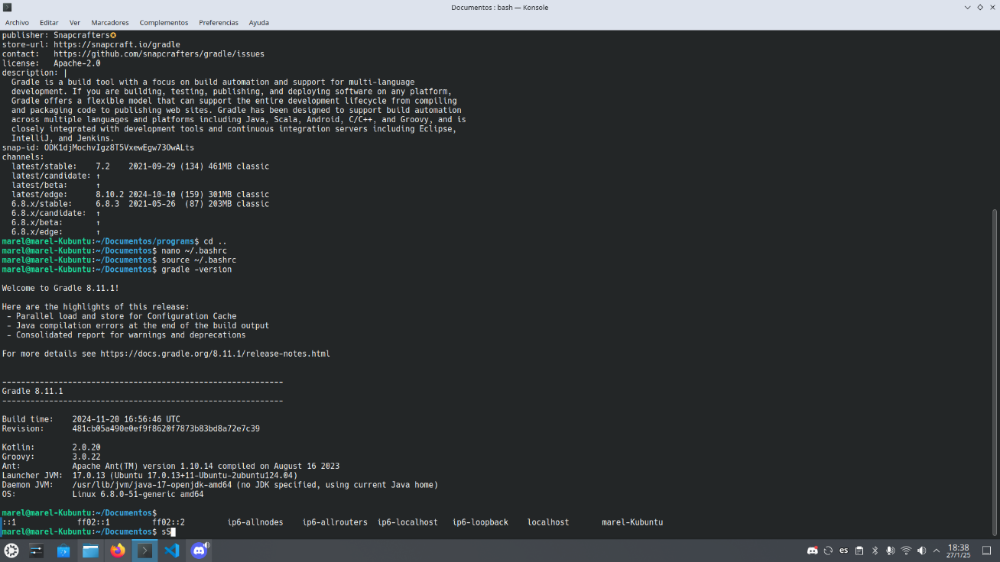 Documentos : bash — Konsole
Archivo Editar Ver Marcadores Complementos Preferencias Ayuda
publisher: Snapcrafters✪
store-url: https://snapcraft.io/gradle
contact:   https://github.com/snapcrafters/gradle/issues
license:   Apache-2.0
description: |
  Gradle is a build tool with a focus on build automation and support for multi-language
  development. If you are building, testing, publishing, and deploying software on any platform,
  Gradle offers a flexible model that can support the entire development lifecycle from compiling
  and packaging code to publishing web sites. Gradle has been designed to support build automation
  across multiple languages and platforms including Java, Scala, Android, C/C++, and Groovy, and is
  closely integrated with development tools and continuous integration servers including Eclipse,
  IntelliJ, and Jenkins.
snap-id: ODK1djMochvIgz8T5VxewEgw73OwALts
channels:
  latest/stable:    7.2    2021-09-29 (134) 461MB classic
  latest/candidate: ↑
  latest/beta:      ↑
  latest/edge:      8.10.2 2024-10-10 (159) 301MB classic
  6.8.x/stable:     6.8.3  2021-05-26  (87) 203MB classic
  6.8.x/candidate:  ↑
  6.8.x/beta:       ↑
  6.8.x/edge:       ↑
marel@marel-Kubuntu:~/Documentos/programs$ cd ..
marel@marel-Kubuntu:~/Documentos$ nano ~/.bashrc
marel@marel-Kubuntu:~/Documentos$ source ~/.bashrc
marel@marel-Kubuntu:~/Documentos$ gradle -version
Welcome to Gradle 8.11.1!
Here are the highlights of this release:
 - Parallel load and store for Configuration Cache
 - Java compilation errors at the end of the build output
 - Consolidated report for warnings and deprecations
For more details see https://docs.gradle.org/8.11.1/release-notes.html
------------------------------------------------------------
Gradle 8.11.1
------------------------------------------------------------
Build time:    2024-11-20 16:56:46 UTC
Revision:      481cb05a490e0ef9f8620f7873b83bd8a72e7c39
Kotlin:        2.0.20
Groovy:        3.0.22
Ant:           Apache Ant(TM) version 1.10.14 compiled on August 16 2023
Launcher JVM:  17.0.13 (Ubuntu 17.0.13+11-Ubuntu-2ubuntu124.04)
Daemon JVM:    /usr/lib/jvm/java-17-openjdk-amd64 (no JDK specified, using current Java home)
OS:            Linux 6.8.0-51-generic amd64
marel@marel-Kubuntu:~/Documentos$
::1             ff02::1         ff02::2         ip6-allnodes    ip6-allrouters  ip6-localhost   ip6-loopback    localhost       marel-Kubuntu
marel@marel-Kubuntu:~/Documentos$ sS
es
18:38
27/1/25